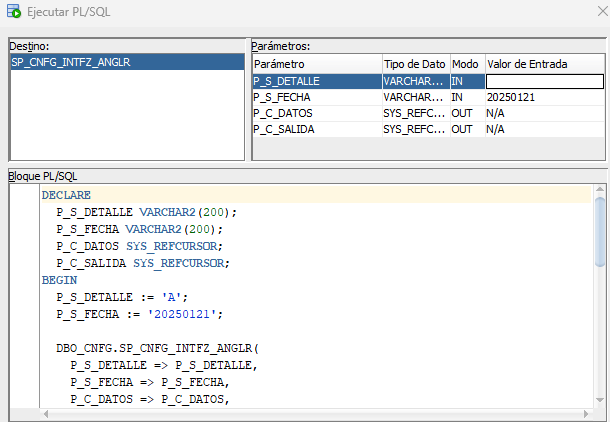 Ejecutar PL/SQL
Destino:
SP_CNFG_INTFZ_ANGLR
Parámetros:
Parámetro Tipo de Dato Modo Valor de Entrada
P_S_DETALLE VARCHAR... IN
P_S_FECHA VARCHAR... IN 20250121
P_C_DATOS SYS_REFC... OUT N/A
P_C_SALIDA SYS_REFC... OUT N/A
Bloque PL/SQL
DECLARE
P_S_DETALLE VARCHAR2(200);
P_S_FECHA VARCHAR2(200);
P_C_DATOS SYS_REFCURSOR;
P_C_SALIDA SYS_REFCURSOR;
BEGIN
P_S_DETALLE := 'A';
P_S_FECHA := '20250121';
DBO_CNFG.SP_CNFG_INTFZ_ANGLR(
P_S_DETALLE => P_S_DETALLE,
P_S_FECHA => P_S_FECHA,
P_C_DATOS => P_C_DATOS,